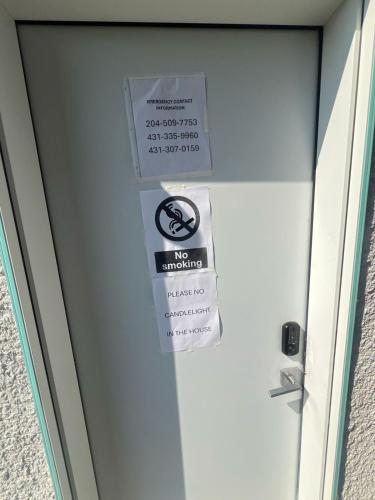 EMERGENCY CONTACT
INFORMATION
204-509-7753
431-335-9960
431-307-0159
No
smoking
PLEASE NO
CANDLELIGHT
IN THE HOUSE